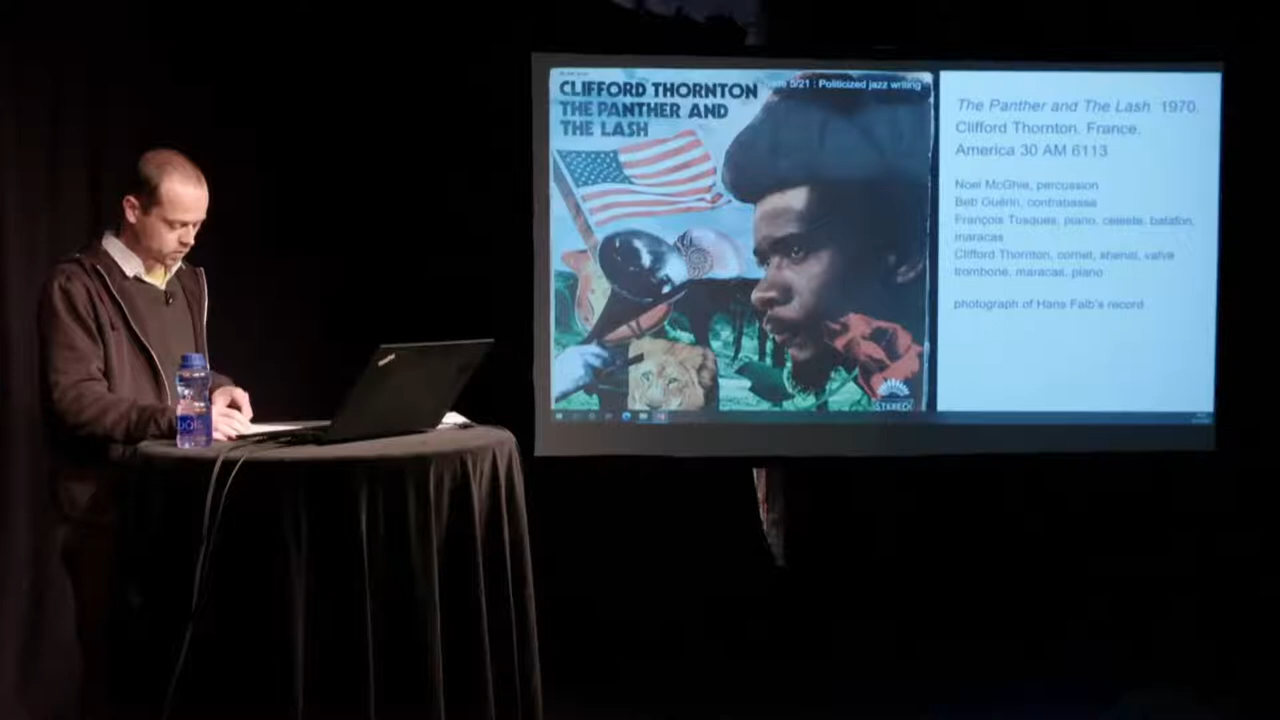 CLIFFORD THORNTON
THE PANTHER AND
THE LASH
5/21 : Politicized jazz writing
STEREO
The Panther and The Lash 1970.
Clifford Thornton. France.
America 30 AM 6113
Noel McGhie, percussion
Beb Guérin, contrabasse
François Tusques, piano, celeste, balafon,
maracas
Clifford Thornton, cornet, shenai, valve
trombone, maracas, piano
photograph of Hans Falb's record
ThinkPad